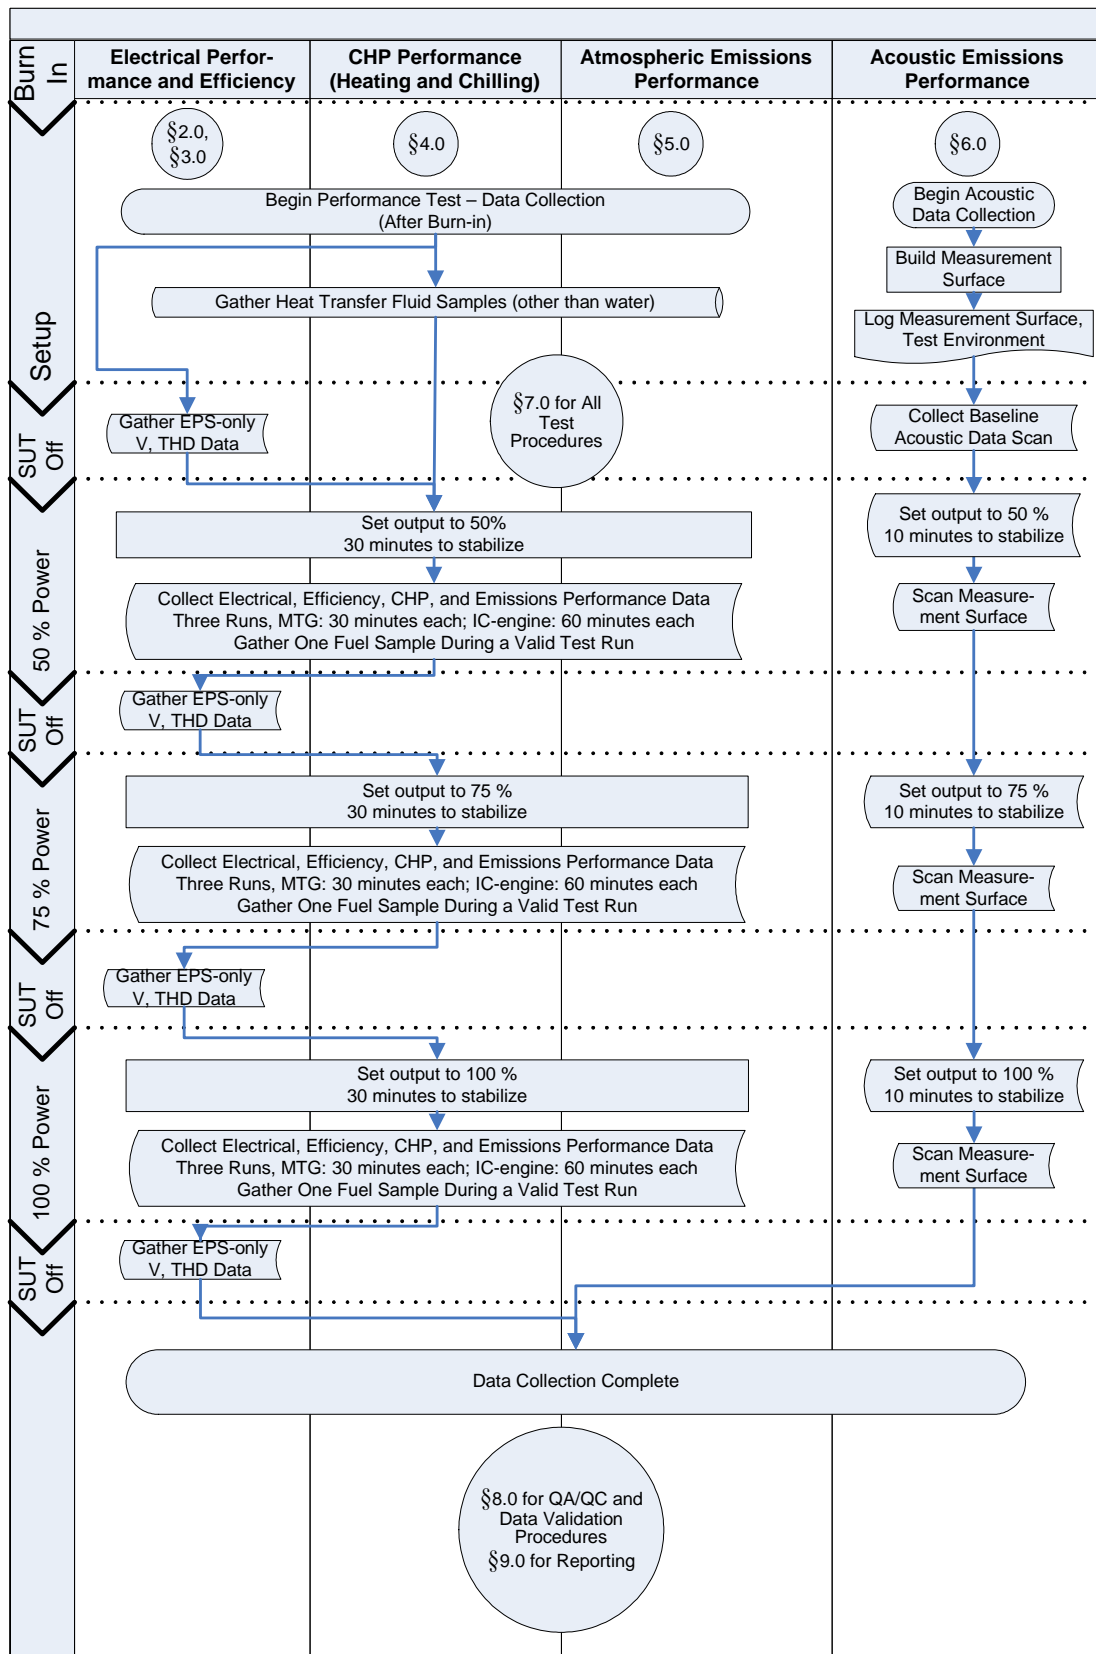 Burn
In
Electrical Perfor-
mance and Efficiency
CHP Performance
(Heating and Chilling)
Atmospheric Emissions
Performance
Acoustic Emissions
Performance
§2.0,
§3.0
§4.0
§5.0
§6.0
Setup
Begin Performance Test – Data Collection
(After Burn-in)
Begin Acoustic
Data Collection
Build Measurement
Surface
Gather Heat Transfer Fluid Samples (other than water)
Log Measurement Surface,
Test Environment
SUT
Off
Gather EPS-only
V, THD Data
§7.0 for All
Test
Procedures
Collect Baseline
Acoustic Data Scan
50 % Power
Set output to 50%
30 minutes to stabilize
Set output to 50 %
10 minutes to stabilize
Collect Electrical, Efficiency, CHP, and Emissions Performance Data
Three Runs, MTG: 30 minutes each; IC-engine: 60 minutes each
Gather One Fuel Sample During a Valid Test Run
Scan Measure-
ment Surface
SUT
Off
Gather EPS-only
V, THD Data
75 % Power
Set output to 75 %
30 minutes to stabilize
Set output to 75 %
10 minutes to stabilize
Collect Electrical, Efficiency, CHP, and Emissions Performance Data
Three Runs, MTG: 30 minutes each; IC-engine: 60 minutes each
Gather One Fuel Sample During a Valid Test Run
Scan Measure-
ment Surface
SUT
Off
Gather EPS-only
V, THD Data
100 % Power
Set output to 100 %
30 minutes to stabilize
Set output to 100 %
10 minutes to stabilize
Collect Electrical, Efficiency, CHP, and Emissions Performance Data
Three Runs, MTG: 30 minutes each; IC-engine: 60 minutes each
Gather One Fuel Sample During a Valid Test Run
Scan Measure-
ment Surface
SUT
Off
Gather EPS-only
V, THD Data
Data Collection Complete
§8.0 for QA/QC and
Data Validation
Procedures
§9.0 for Reporting